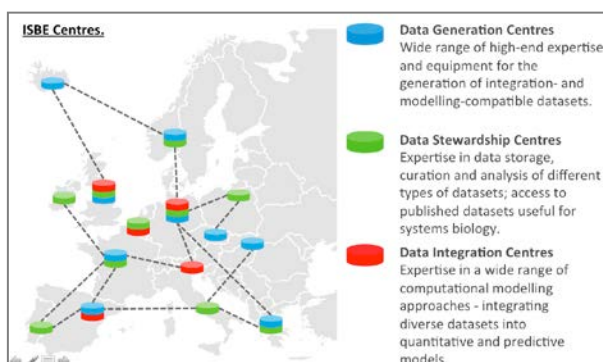 ISBE Centres.
Data Generation Centres
Wide range of high-end expertise
and equipment for the
generation of integration- and
modelling-compatible datasets.
Data Stewardship Centres
Expertise in data storage,
curation and analysis of different
types of datasets; access to
published datasets useful for
systems biology.
Data Integration Centres
Expertise in a wide range of
computational modelling
approaches - integrating
diverse datasets into
quantitative and predictive
models